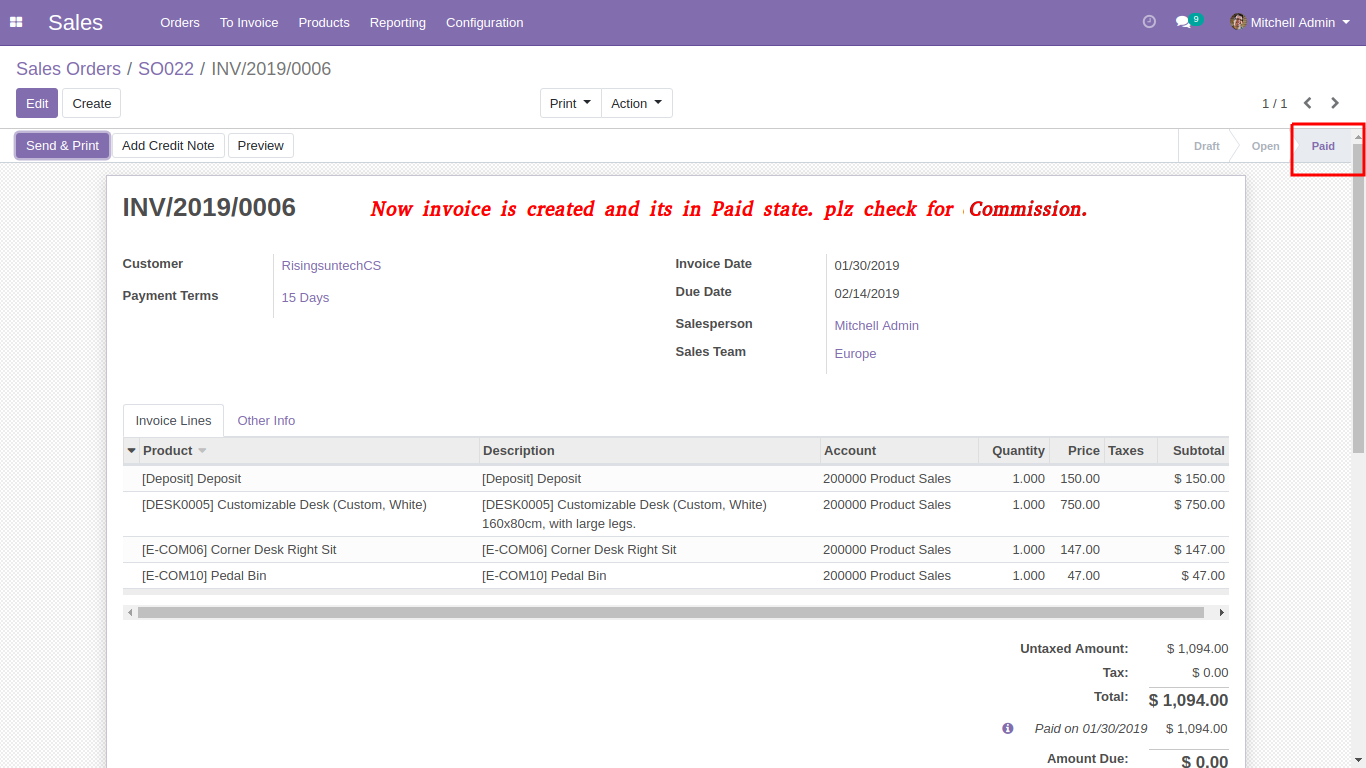 Sales Orders To Invoice Products Reporting Configuration 9 Mitchell Admin
Sales Orders / SO022 / INV/2019/0006
Edit Create Print Action 1 / 1
Send & Print Add Credit Note Preview Draft Open Paid
INV/2019/0006 Now invoice is created and its in Paid state. plz check for Commission.
Customer RisingsuntechCS Invoice Date 01/30/2019
Payment Terms 15 Days Due Date 02/14/2019
Salesperson Mitchell Admin
Sales Team Europe
Invoice Lines Other Info
Product Description Account Quantity Price Taxes Subtotal
[Deposit] Deposit [Deposit] Deposit 200000 Product Sales 1.000 150.00 $ 150.00
[DESK0005] Customizable Desk (Custom, White) [DESK0005] Customizable Desk (Custom, White) 200000 Product Sales 1.000 750.00 $ 750.00
160x80cm, with large legs.
[E-COM06] Corner Desk Right Sit [E-COM06] Corner Desk Right Sit 200000 Product Sales 1.000 147.00 $ 147.00
[E-COM10] Pedal Bin [E-COM10] Pedal Bin 200000 Product Sales 1.000 47.00 $ 47.00
Untaxed Amount: $ 1,094.00
Tax: $ 0.00
Total: $ 1,094.00
Paid on 01/30/2019 $ 1,094.00
Amount Due: $ 0.00